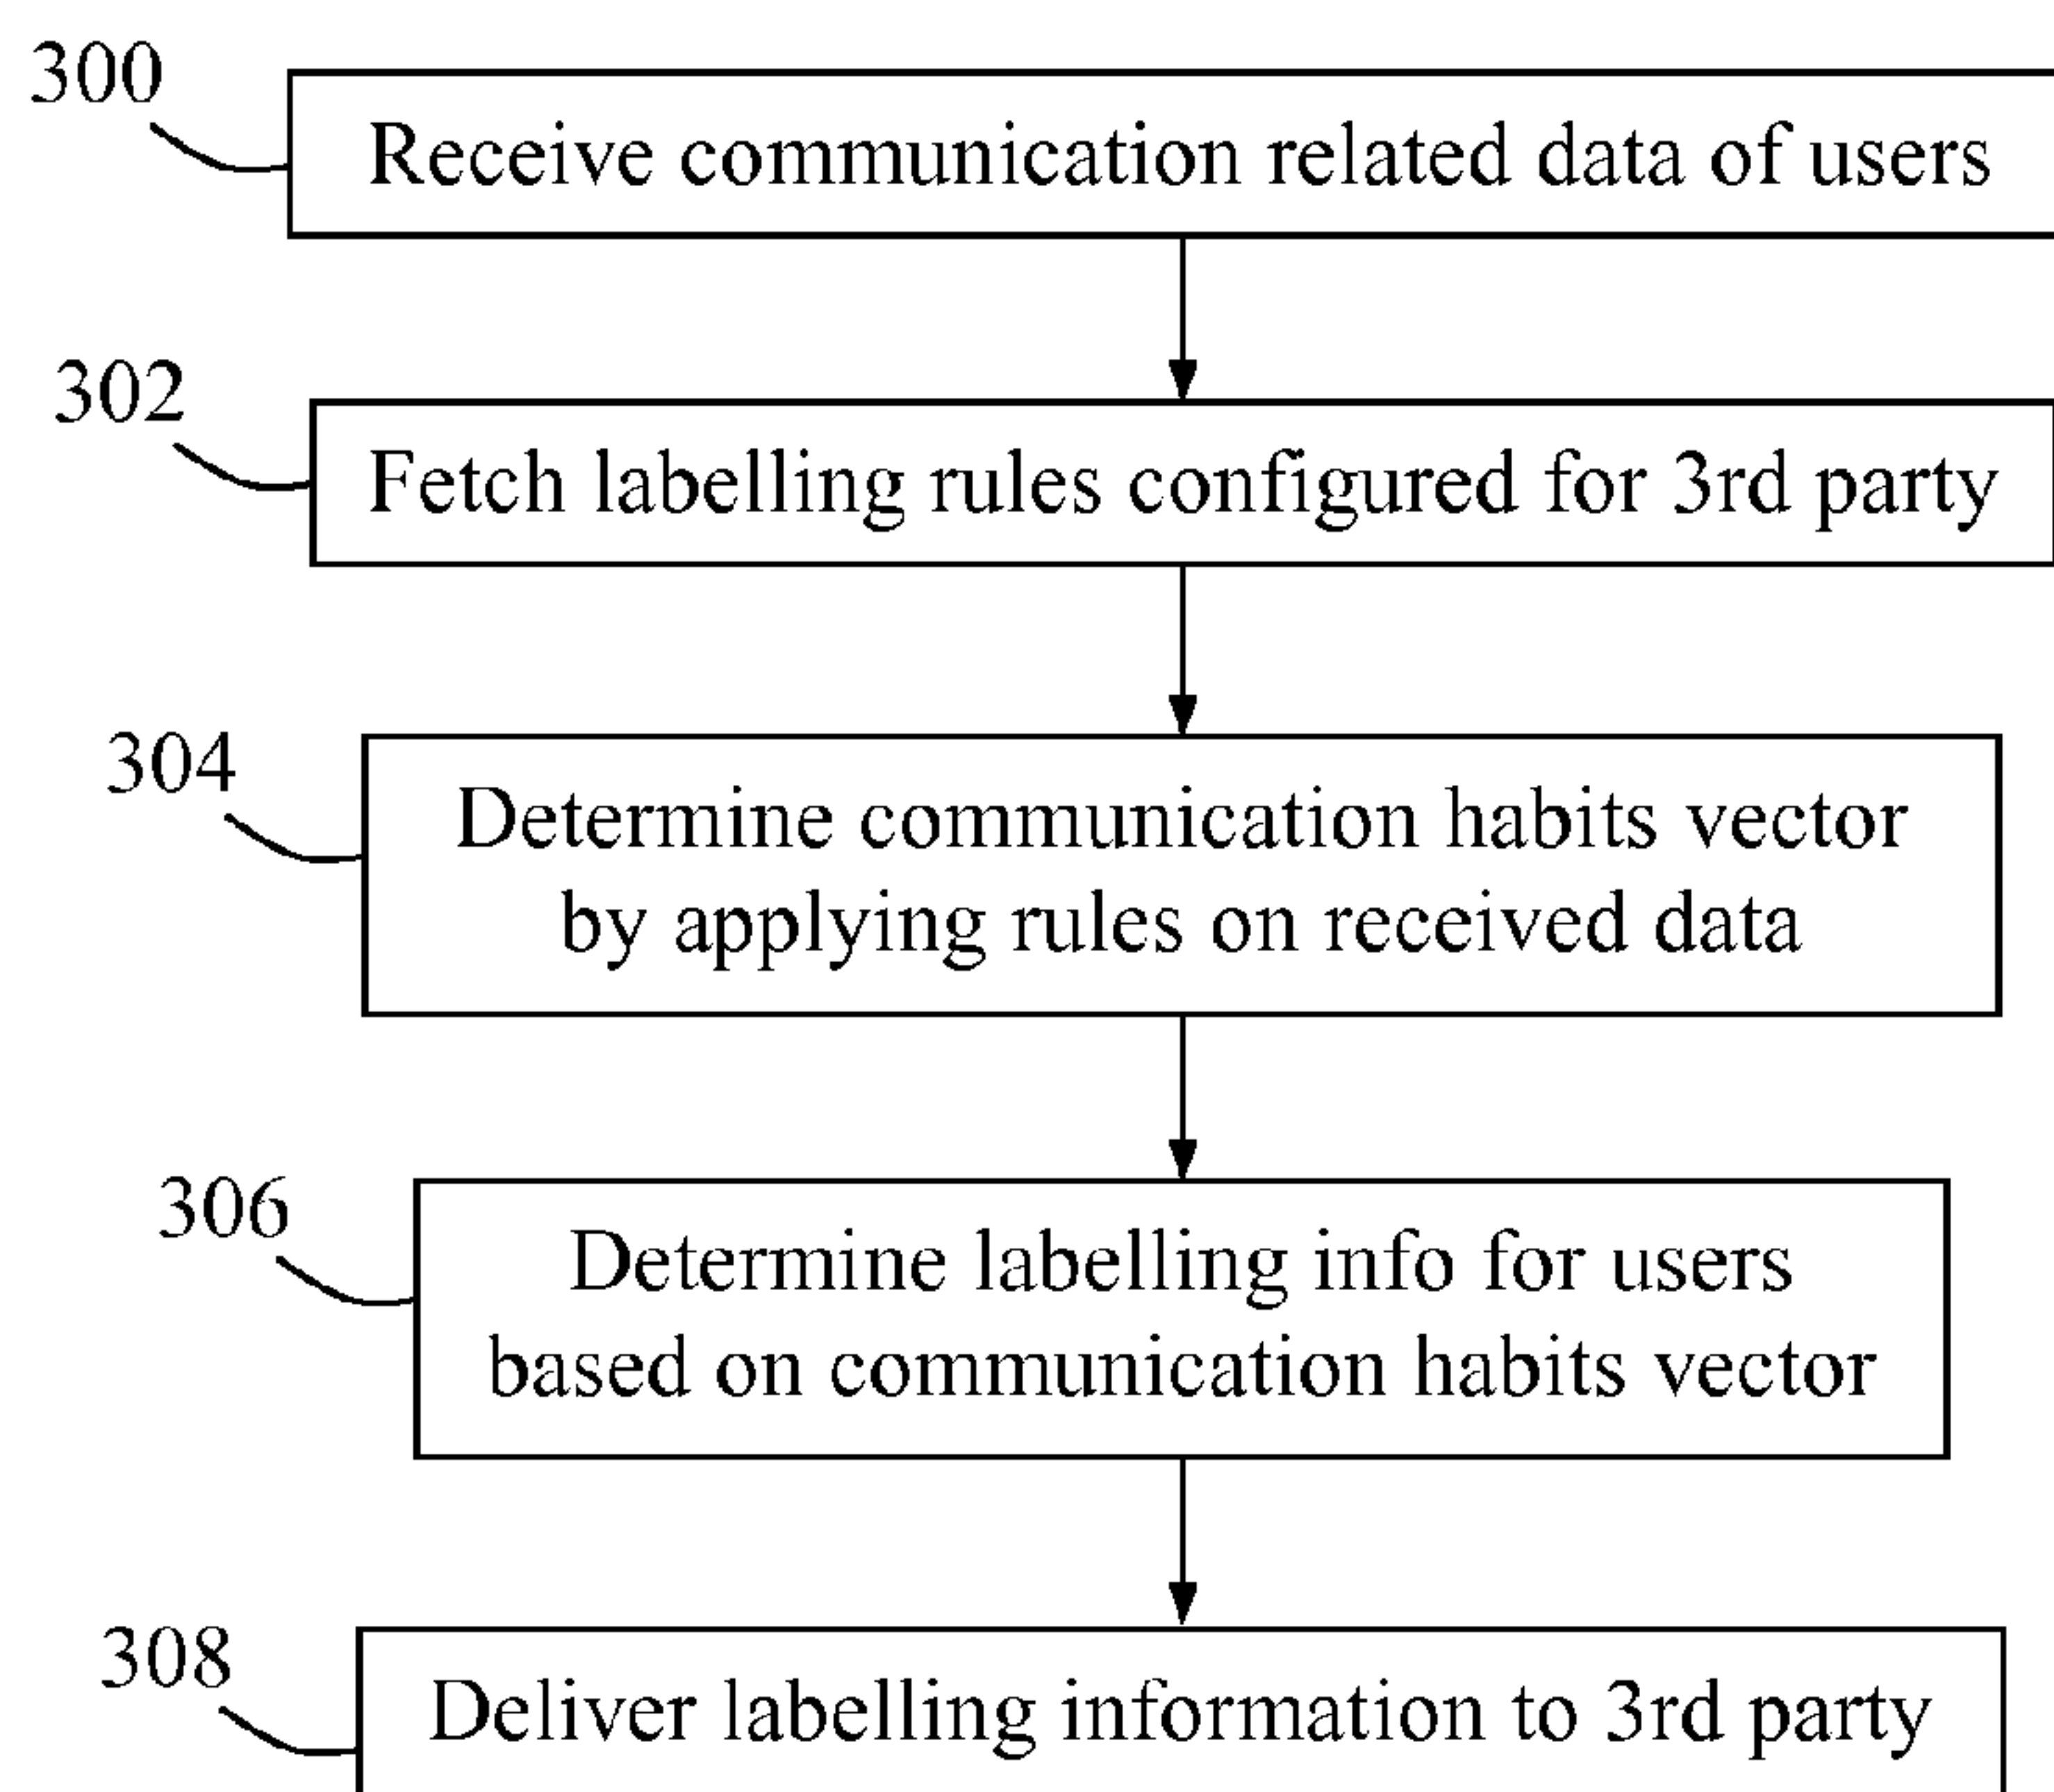 300
Receive communication related data of users
302
Fetch labelling rules configured for 3rd party
304
Determine communication habits vector
by applying rules on received data
306
Determine labelling info for users
based on communication habits vector
308
Deliver labelling information to 3rd party